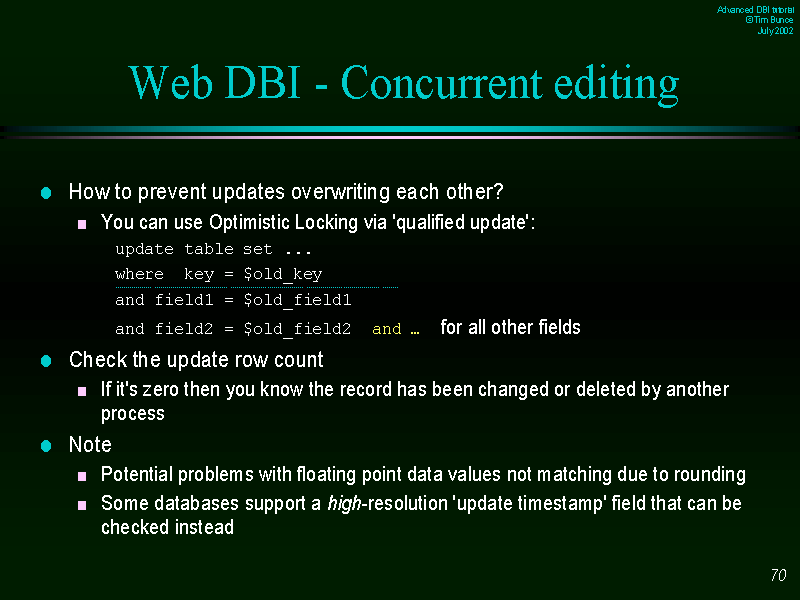 Advanced DBI tutorial
© Tim Bunce
July 2002
Web DBI - Concurrent editing
How to prevent updates overwriting each other?
You can use Optimistic Locking via 'qualified update':
update table set ...
where  key = $old_key
and field1 = $old_field1
and field2 = $old_field2  and …  for all other fields
Check the update row count
If it's zero then you know the record has been changed or deleted by another
process
Note
Potential problems with floating point data values not matching due to rounding
Some databases support a high-resolution 'update timestamp' field that can be
checked instead
70